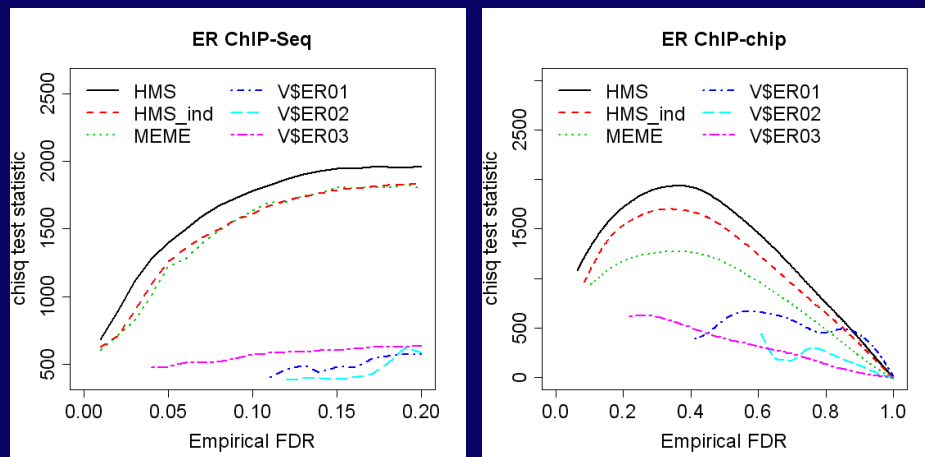 ER ChIP-Seq
HMS
HMS_ind
MEME
V$ER01
V$ER02
V$ER03
chisq test statistic
2500
2000
1500
1000
500
0.00 0.05 0.10 0.15 0.20
Empirical FDR
ER ChIP-chip
HMS
HMS_ind
MEME
V$ER01
V$ER02
V$ER03
chisq test statistic
2500
1500
500
0
0.0 0.2 0.4 0.6 0.8 1.0
Empirical FDR